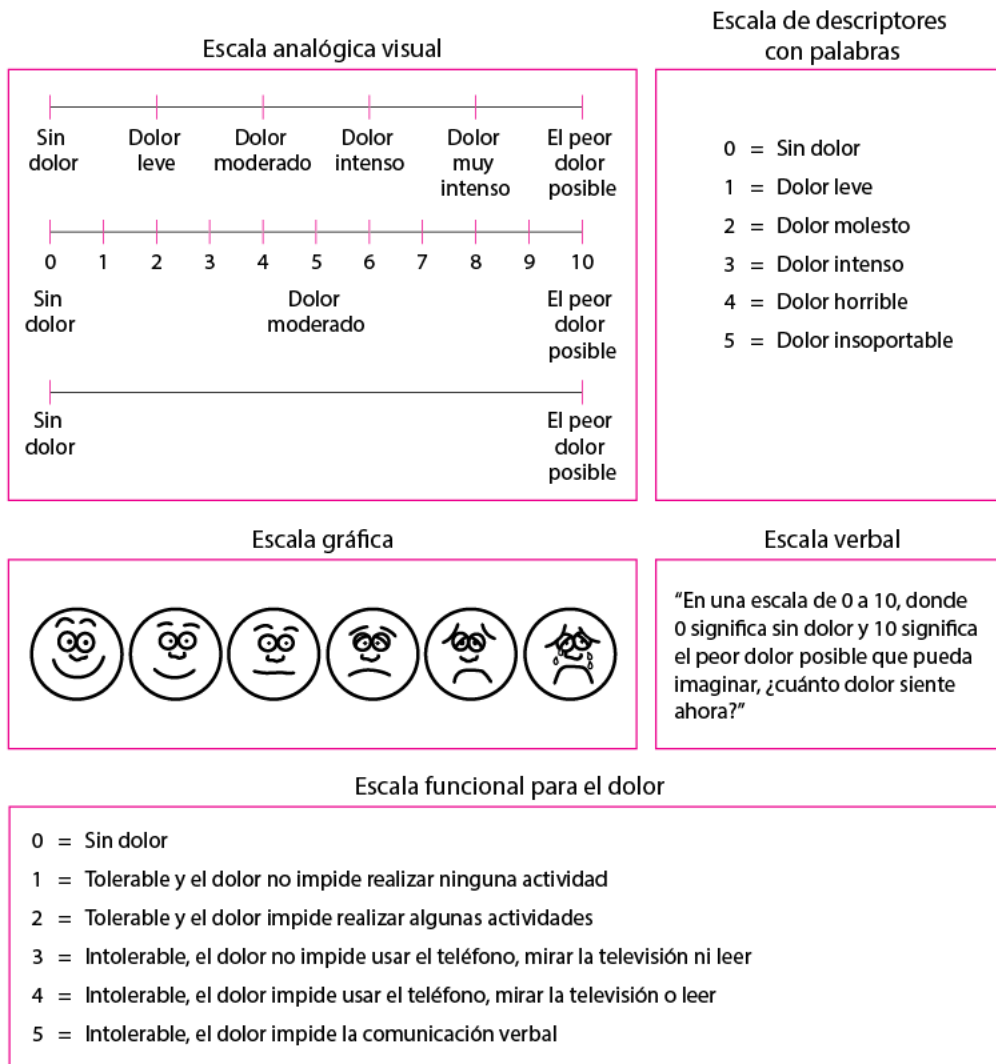 Escala analógica visual
Sin dolor
Dolor leve
Dolor moderado
Dolor intenso
Dolor muy intenso
El peor dolor posible
0 1 2 3 4 5 6 7 8 9 10
Sin dolor
Dolor moderado
El peor dolor posible
Sin dolor
El peor dolor posible
Escala de descriptores
con palabras
0 = Sin dolor
1 = Dolor leve
2 = Dolor molesto
3 = Dolor intenso
4 = Dolor horrible
5 = Dolor insoportable
Escala gráfica
Escala verbal
“En una escala de 0 a 10, donde
0 significa sin dolor y 10 significa
el peor dolor posible que pueda
imaginar, ¿cuánto dolor siente
ahora?”
Escala funcional para el dolor
0 = Sin dolor
1 = Tolerable y el dolor no impide realizar ninguna actividad
2 = Tolerable y el dolor impide realizar algunas actividades
3 = Intolerable, el dolor no impide usar el teléfono, mirar la televisión ni leer
4 = Intolerable, el dolor impide usar el teléfono, mirar la televisión o leer
5 = Intolerable, el dolor impide la comunicación verbal